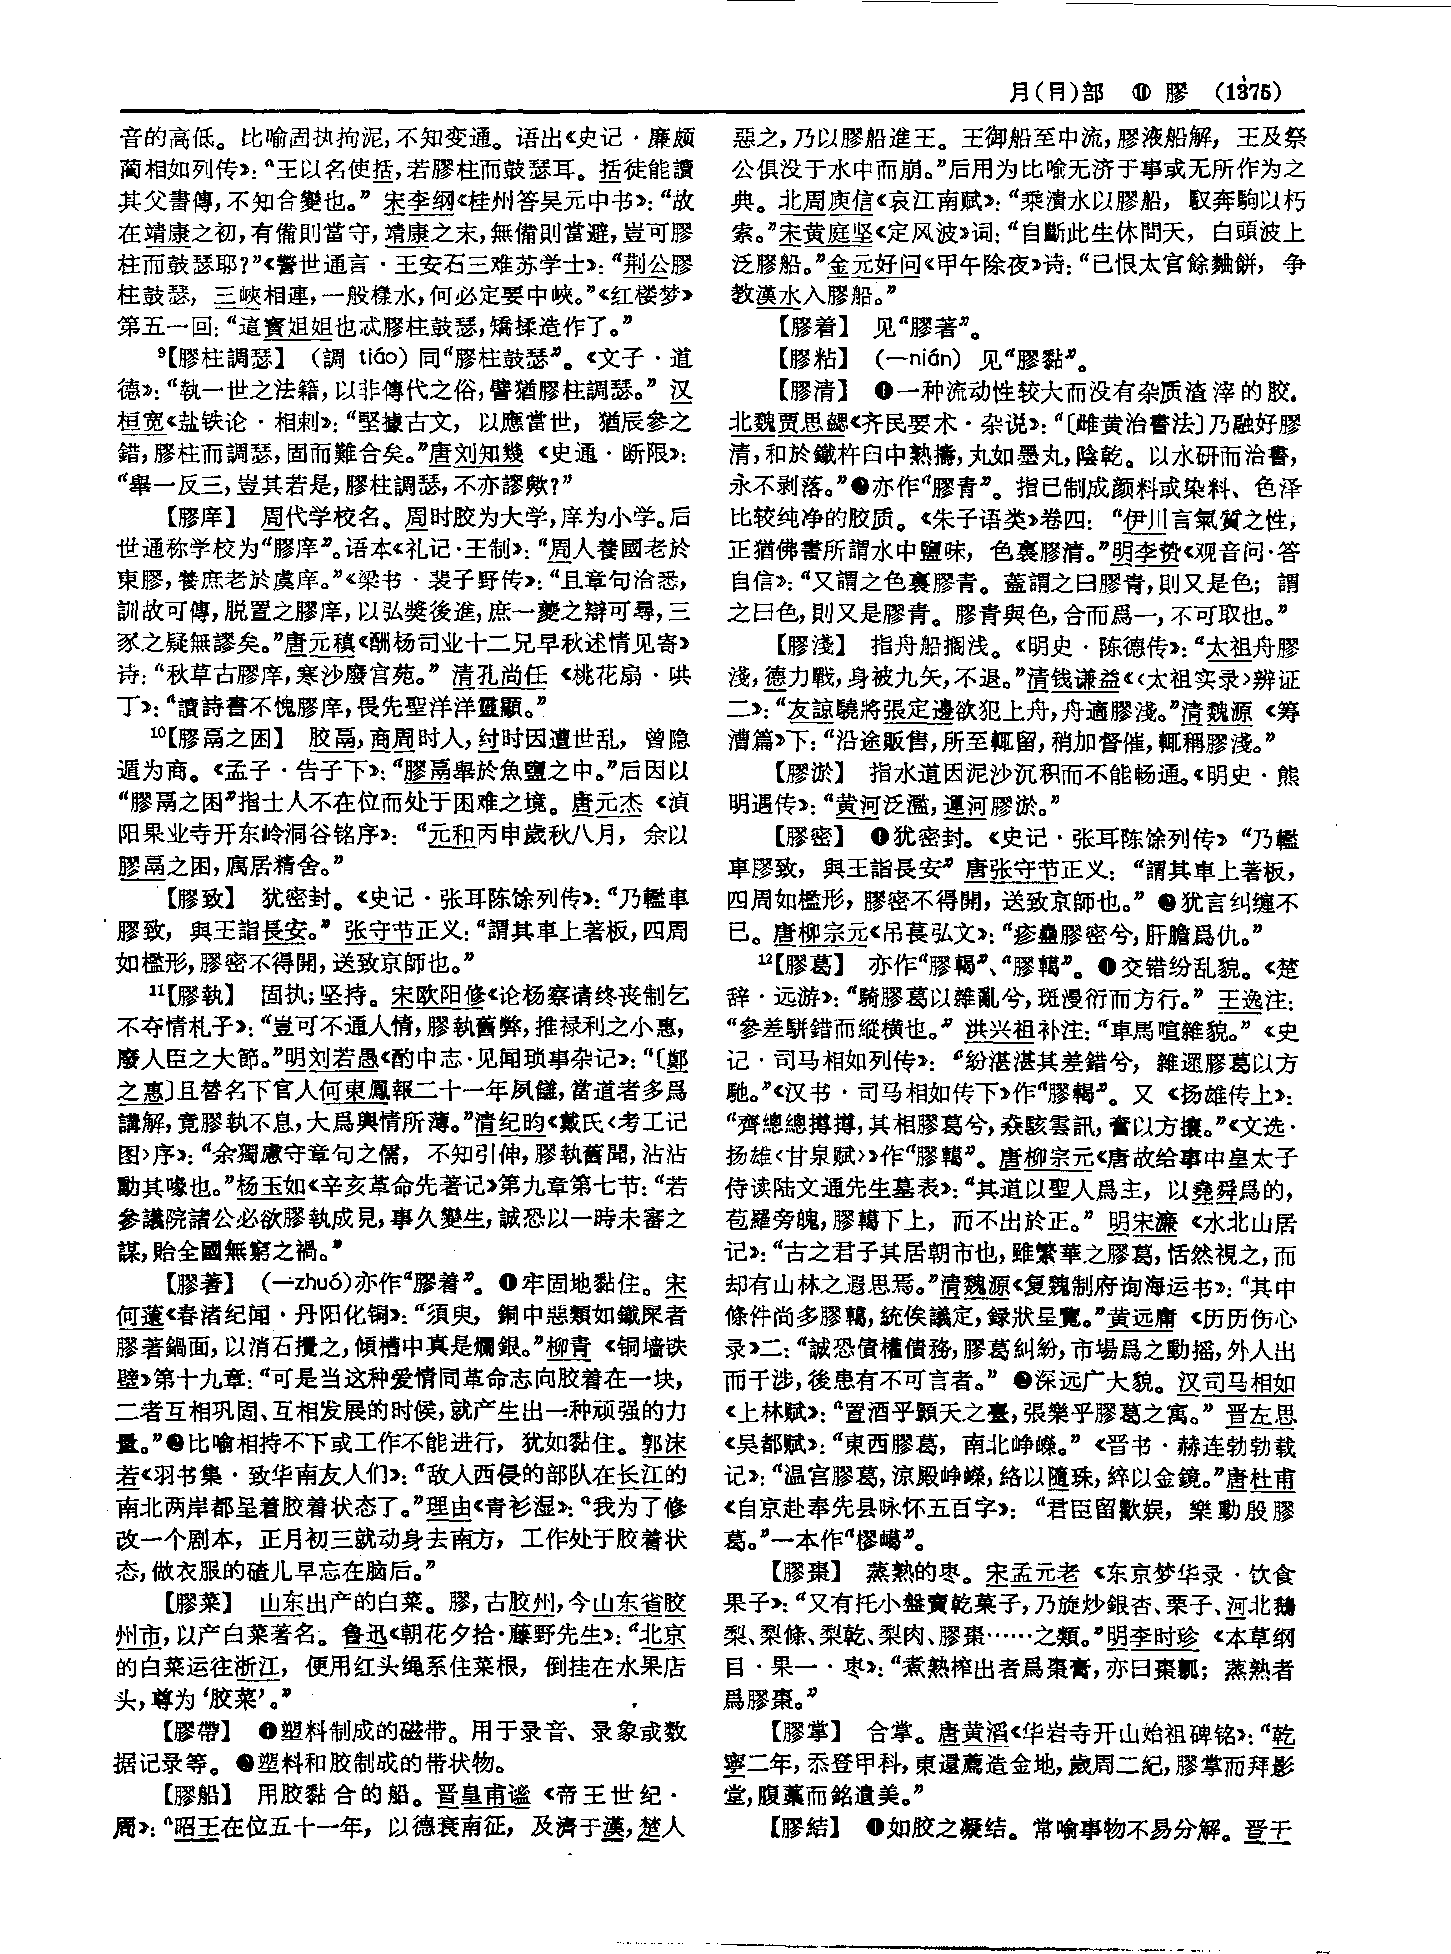 月(⺼)部 ⑪ 膠 (1375)
音的高低。比喻固执拘泥,不知变通。语出《史记·廉颇
蔺相如列传》:“王以名使括,若膠柱而鼓瑟耳。括徒能讀
其父書傳,不知合變也。” 宋李纲《桂州答吴元中书》:“故
在靖康之初,有備則當守,靖康之末,無備則當避,豈可膠
柱而鼓瑟耶?”《警世通言·王安石三难苏学士》:“荆公膠
柱鼓瑟,三峽相連,一般樣水,何必定要中峽。”《红楼梦》
第五一回:“這寶姐姐也忒膠柱鼓瑟,矯揉造作了。”
⁹【膠柱調瑟】 (調 tiáo) 同“膠柱鼓瑟”。《文子·道
德》:“執一世之法籍,以非傳代之俗,譬猶膠柱調瑟。” 汉
桓宽《盐铁论·相刺》:“堅據古文,以應當世,猶辰參之
錯,膠柱而調瑟,固而難合矣。”唐刘知幾《史通·断限》:
“舉一反三,豈其若是,膠柱調瑟,不亦謬歟?”
【膠庠】 周代学校名。周时胶为大学,庠为小学。后
世通称学校为“膠庠”。语本《礼记·王制》:“周人養國老於
東膠,養庶老於虞庠。”《梁书·裴子野传》:“且章句洽悉,
訓故可傳,脱置之膠庠,以弘奬後進,庶一夔之辯可尋,三
豕之疑無謬矣。”唐元稹《酬杨司业十二兄早秋述情见寄》
诗:“秋草古膠庠,寒沙廢宫苑。” 清孔尚任《桃花扇·哄
丁》:“讀詩書不愧膠庠,畏先聖洋洋靈顯。”
¹⁰【膠鬲之困】 胶鬲,商周时人,纣时因遭世乱,曾隐
遁为商。《孟子·告子下》:“膠鬲舉於魚鹽之中。”后因以
“膠鬲之困”指士人不在位而处于困难之境。唐元杰《湞
阳果业寺开东岭洞谷铭序》:“元和丙申歲秋八月,余以
膠鬲之困,寓居精舍。”
【膠致】 犹密封。《史记·张耳陈馀列传》:“乃轞車
膠致,與王詣長安。” 张守节正义:“謂其車上著板,四周
如檻形,膠密不得開,送致京師也。”
¹¹【膠執】 固执;坚持。宋欧阳修《论杨察请终丧制乞
不夺情札子》:“豈可不通人情,膠執舊弊,推禄利之小惠,
廢人臣之大節。”明刘若愚《酌中志·见闻琐事杂记》:“〔鄭
之惠〕且替名下官人何東鳳報二十一年夙讎,當道者多爲
講解,竟膠執不息,大爲輿情所薄。”清纪昀《戴氏〈考工记
图〉序》:“余獨慮守章句之儒,不知引伸,膠執舊聞,沾沾
動其喙也。”杨玉如《辛亥革命先著记》第九章第七节:“若
參議院諸公必欲膠執成見,事久變生,誠恐以一時未審之
謀,貽全國無窮之禍。”
【膠著】 (—zhuó)亦作“膠着”。❶牢固地黏住。宋
何薳《春渚纪闻·丹阳化铜》:“須臾,銅中惡類如鐵屎者
膠著鍋面,以消石攪之,傾槽中真是爛銀。”柳青《铜墙铁
壁》第十九章:“可是当这种爱情同革命志向胶着在一块,
二者互相巩固、互相发展的时候,就产生出一种顽强的力
量。”❷比喻相持不下或工作不能进行,犹如黏住。郭沫
若《羽书集·致华南友人们》:“敌人西侵的部队在长江的
南北两岸都呈着胶着状态了。”理由《青衫湿》:“我为了修
改一个剧本,正月初三就动身去南方,工作处于胶着状
态,做衣服的碴儿早忘在脑后。”
【膠菜】 山东出产的白菜。膠,古胶州,今山东省胶
州市,以产白菜著名。鲁迅《朝花夕拾·藤野先生》:“北京
的白菜运往浙江,便用红头绳系住菜根,倒挂在水果店
头,尊为‘胶菜’。”
【膠帶】 ❶塑料制成的磁带。用于录音、录象或数
据记录等。❷塑料和胶制成的带状物。
【膠船】 用胶黏合的船。晋皇甫谧《帝王世纪·
周》:“昭王在位五十一年,以德衰南征,及濟于漢,楚人
惡之,乃以膠船進王。王御船至中流,膠液船解,王及祭
公俱没于水中而崩。”后用为比喻无济于事或无所作为之
典。北周庾信《哀江南赋》:“乘漬水以膠船,馭奔駒以朽
索。”宋黄庭坚《定风波》词:“自斷此生休問天,白頭波上
泛膠船。”金元好问《甲午除夜》诗:“已恨太官餘麯餅,争
教漢水入膠船。”
【膠着】 见“膠著”。
【膠粘】 (—nián) 见“膠黏”。
【膠清】 ❶一种流动性较大而没有杂质渣滓的胶。
北魏贾思勰《齐民要术·杂说》:“〔雌黄治書法〕乃融好膠
清,和於鐵杵臼中熟擣,丸如墨丸,陰乾。以水研而治書,
永不剥落。”❷亦作“膠青”。指已制成颜料或染料、色泽
比较纯净的胶质。《朱子语类》卷四:“伊川言氣質之性,
正猶佛書所謂水中鹽味,色裏膠清。”明李贽《观音问·答
自信》:“又謂之色裏膠青。蓋謂之曰膠青,則又是色;謂
之曰色,則又是膠青。膠青與色,合而爲一,不可取也。”
【膠淺】 指舟船搁浅。《明史·陈德传》:“太祖舟膠
淺,德力戰,身被九矢,不退。”清钱谦益《〈太祖实录〉辨证
二》:“友諒驍將張定邊欲犯上舟,舟適膠淺。”清魏源《筹
漕篇》下:“沿途販售,所至輒留,稍加督催,輒稱膠淺。”
【膠淤】 指水道因泥沙沉积而不能畅通。《明史·熊
明遇传》:“黄河泛濫,運河膠淤。”
【膠密】 ❶犹密封。《史记·张耳陈馀列传》“乃轞
車膠致,與王詣長安” 唐张守节正义:“謂其車上著板,
四周如檻形,膠密不得開,送致京師也。” ❷犹言纠缠不
已。唐柳宗元《吊苌弘文》:“疹蠱膠密兮,肝膽爲仇。”
¹²【膠葛】 亦作“膠輵”、“膠轕”。❶交错纷乱貌。《楚
辞·远游》:“騎膠葛以雜亂兮,斑漫衍而方行。” 王逸注:
“參差駢錯而縱横也。” 洪兴祖补注:“車馬喧雜貌。”《史
记·司马相如列传》:“紛湛湛其差錯兮,雜遝膠葛以方
馳。”《汉书·司马相如传下》作“膠輵”。又《扬雄传上》:
“齊總總撙撙,其相膠葛兮,猋駭雲訊,奮以方攘。”《文选·
扬雄〈甘泉赋〉》作“膠轕”。唐柳宗元《唐故给事中皇太子
侍读陆文通先生墓表》:“其道以聖人爲主,以堯舜爲的,
苞羅旁魄,膠轕下上,而不出於正。” 明宋濂《水北山居
记》:“古之君子其居朝市也,雖繁華之膠葛,恬然視之,而
却有山林之遐思焉。”清魏源《复魏制府询海运书》:“其中
條件尚多膠轕,統俟議定,録狀呈覽。”黄远庸《历历伤心
录》二:“誠恐債權債務,膠葛糾紛,市場爲之動摇,外人出
而干涉,後患有不可言者。” ❷深远广大貌。汉司马相如
《上林赋》:“置酒乎顥天之臺,張樂乎膠葛之寓。” 晋左思
《吴都赋》:“東西膠葛,南北峥嶸。”《晋书·赫连勃勃载
记》:“温宫膠葛,涼殿峥嶸,絡以隨珠,綷以金鏡。”唐杜甫
《自京赴奉先县咏怀五百字》:“君臣留歡娱,樂動殷膠
葛。”一本作“樛嶱”。
【膠棗】 蒸熟的枣。宋孟元老《东京梦华录·饮食
果子》:“又有托小盤賣乾菓子,乃旋炒銀杏、栗子、河北鵝
梨、梨條、梨乾、梨肉、膠棗……之類。”明李时珍《本草纲
目·果一·枣》:“煮熟榨出者爲棗膏,亦曰棗瓤;蒸熟者
爲膠棗。”
【膠掌】 合掌。唐黄滔《华岩寺开山始祖碑铭》:“乾
寧二年,忝登甲科,東還薦造金地,歲周二紀,膠掌而拜影
堂,腹藁而銘遺美。”
【膠結】 ❶如胶之凝结。常喻事物不易分解。晋干